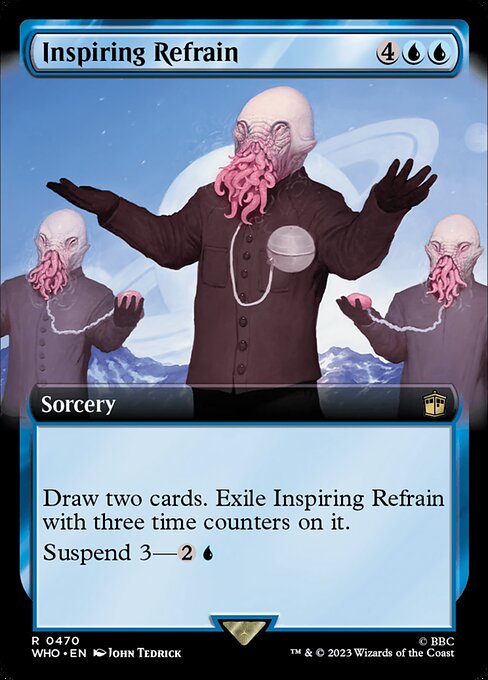 Inspiring Refrain 4
Sorcery
Draw two cards. Exile Inspiring Refrain
with three time counters on it.
Suspend 3—2
R 0470
WHO • EN JOHN TEDRICK
© BBC
™ & © 2023 Wizards of the Coast